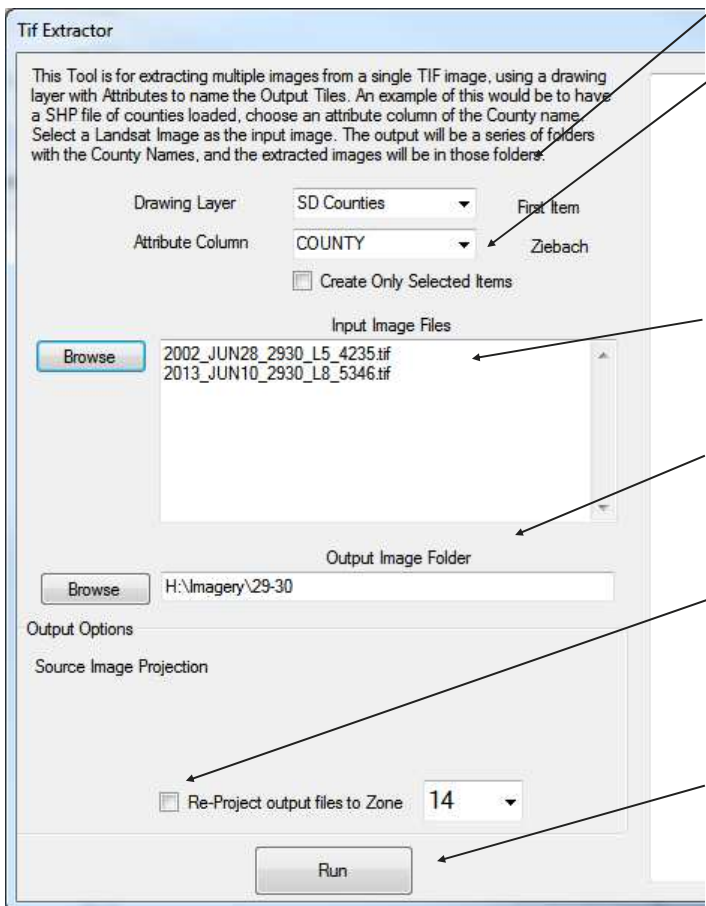 Tif Extractor
This Tool is for extracting multiple images from a single TIF image, using a drawing
layer with Attributes to name the Output Tiles. An example of this would be to have
a SHP file of counties loaded, choose an attribute column of the County name.
Select a Landsat Image as the input image. The output will be a series of folders
with the County Names, and the extracted images will be in those folders.
Drawing Layer SD Counties First Item
Attribute Column COUNTY Ziebach
Create Only Selected Items
Input Image Files
Browse 2002_JUN28_2930_L5_4235.tif
2013_JUN10_2930_L8_5346.tif
Output Image Folder
Browse H:\Imagery\29-30
Output Options
Source Image Projection
Re-Project output files to Zone 14
Run